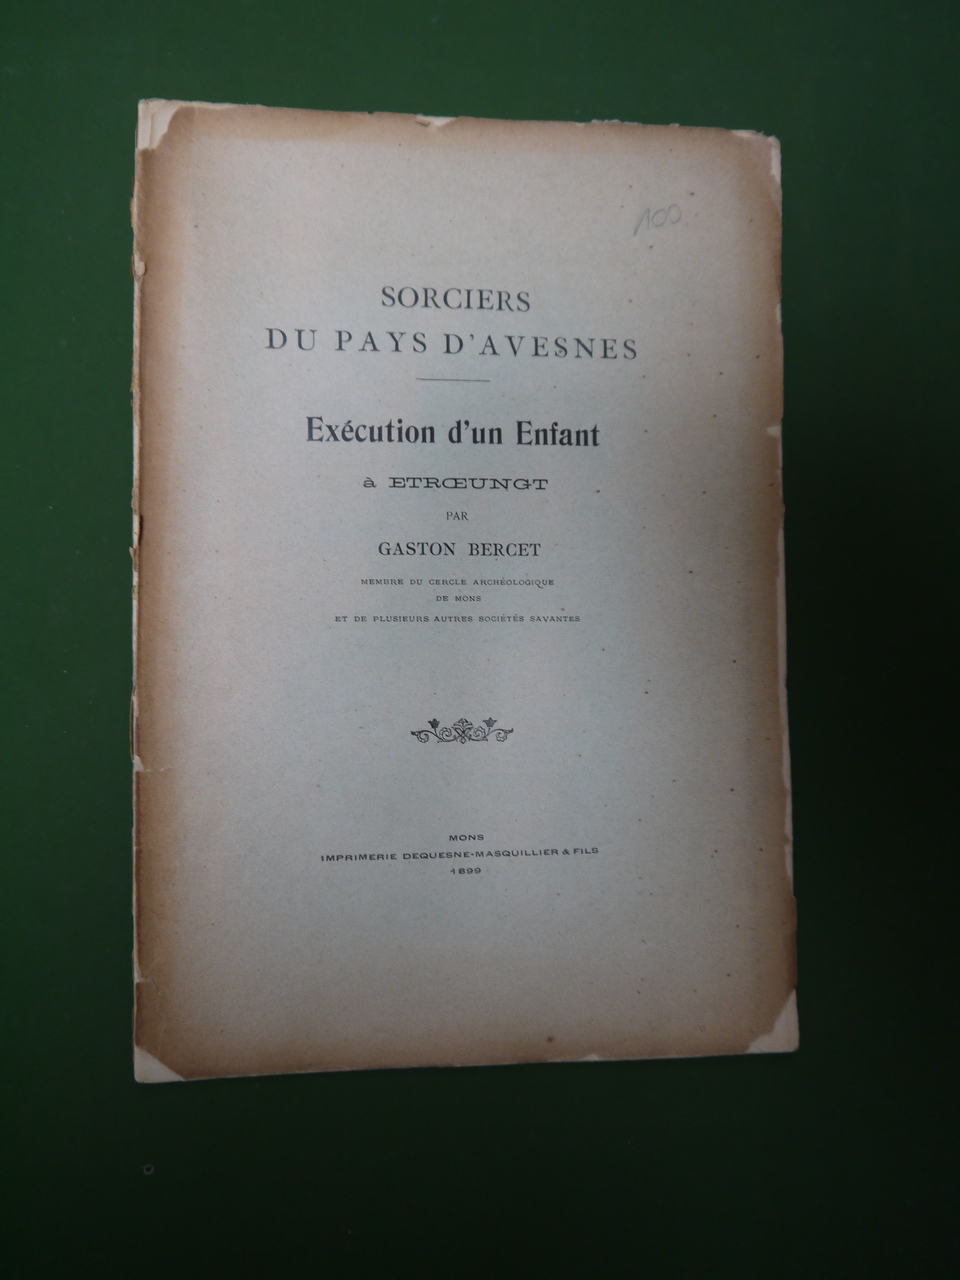 100
SORCIERS
DU PAYS D'AVESNES
Exécution d'un Enfant
à ETRŒUNGT
PAR
GASTON BERCET
MEMBRE DU CERCLE ARCHÉOLOGIQUE
DE MONS
ET DE PLUSIEURS AUTRES SOCIÉTÉS SAVANTES
MONS
IMPRIMERIE DEQUESNE-MASQUILLIER & FILS
1899